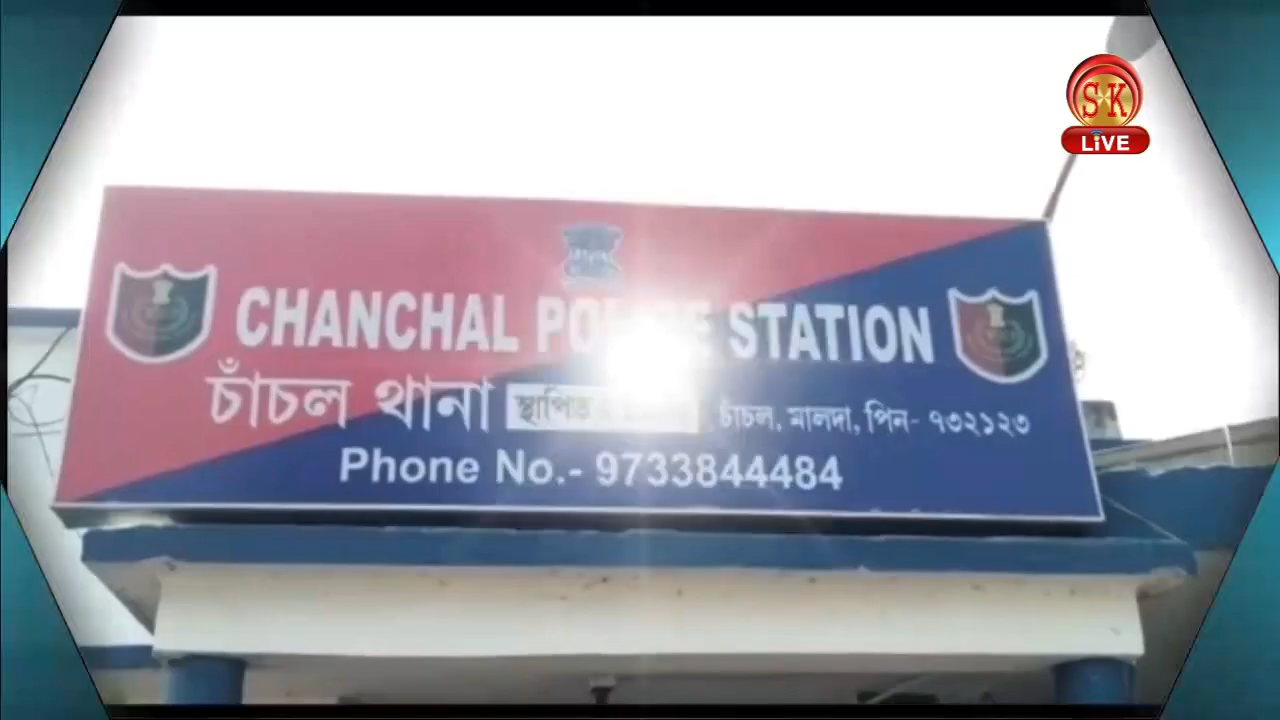 SK
LiVE
CHANCHAL POLICE STATION
চাঁচল থানা স্থাপিত চাঁচল, মালদা, পিন- ৭৩২১২৩
Phone No.- 9733844484